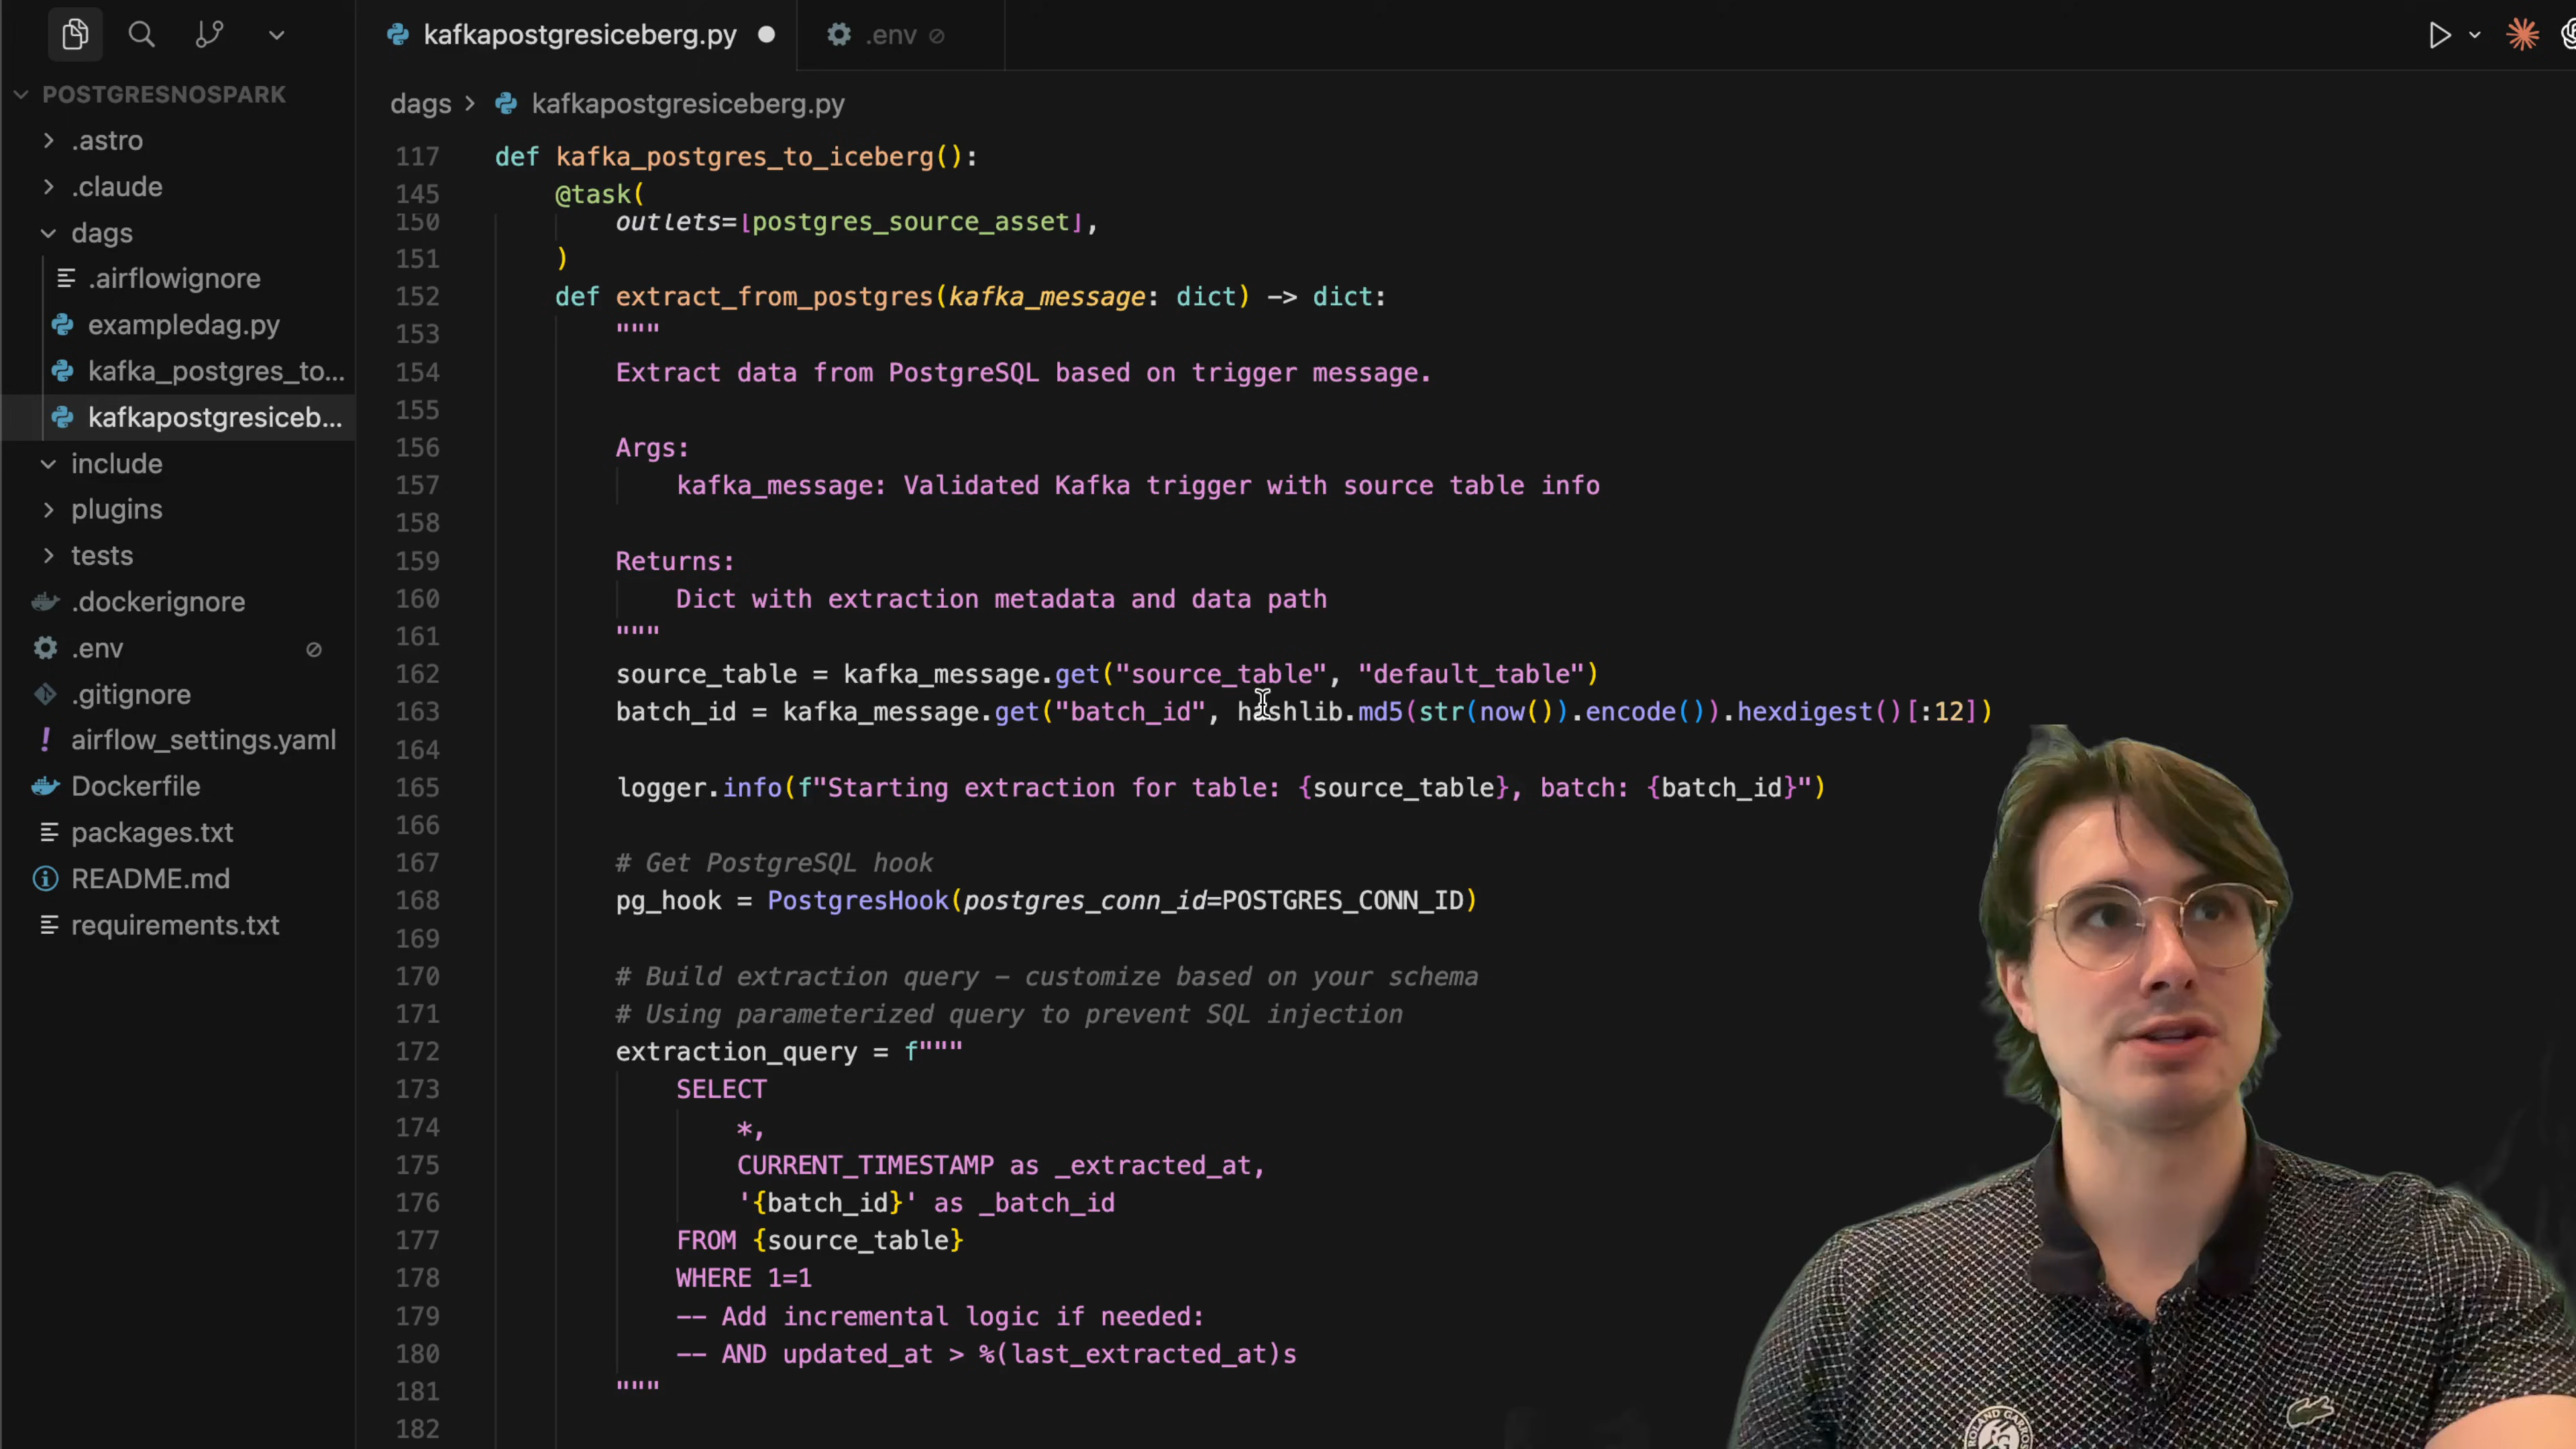 kafkapostgresiceberg.py
.env
POSTGRESNOSPARK
.astro
.claude
dags
.airflowignore
exampledag.py
kafka_postgres_to...
kafkapostgresiceb...
include
plugins
tests
.dockerignore
.env
.gitignore
airflow_settings.yaml
Dockerfile
packages.txt
README.md
requirements.txt
dags > kafkapostgresiceberg.py
117 def kafka_postgres_to_iceberg():
145 @task(
150 outlets=[postgres_source_asset],
151 )
152 def extract_from_postgres(kafka_message: dict) -> dict:
153 """
154 Extract data from PostgreSQL based on trigger message.
155
156 Args:
157 kafka_message: Validated Kafka trigger with source table info
158
159 Returns:
160 Dict with extraction metadata and data path
161 """
162 source_table = kafka_message.get("source_table", "default_table")
163 batch_id = kafka_message.get("batch_id", hashlib.md5(str(now()).encode()).hexdigest()[:12])
164
165 logger.info(f"Starting extraction for table: {source_table}, batch: {batch_id}")
166
167 # Get PostgreSQL hook
168 pg_hook = PostgresHook(postgres_conn_id=POSTGRES_CONN_ID)
169
170 # Build extraction query – customize based on your schema
171 # Using parameterized query to prevent SQL injection
172 extraction_query = f"""
173 SELECT
174 *,
175 CURRENT_TIMESTAMP as _extracted_at,
176 '{batch_id}' as _batch_id
177 FROM {source_table}
178 WHERE 1=1
179 -- Add incremental logic if needed:
180 -- AND updated_at > %(last_extracted_at)s
181 """
182
ROLAND GARROS